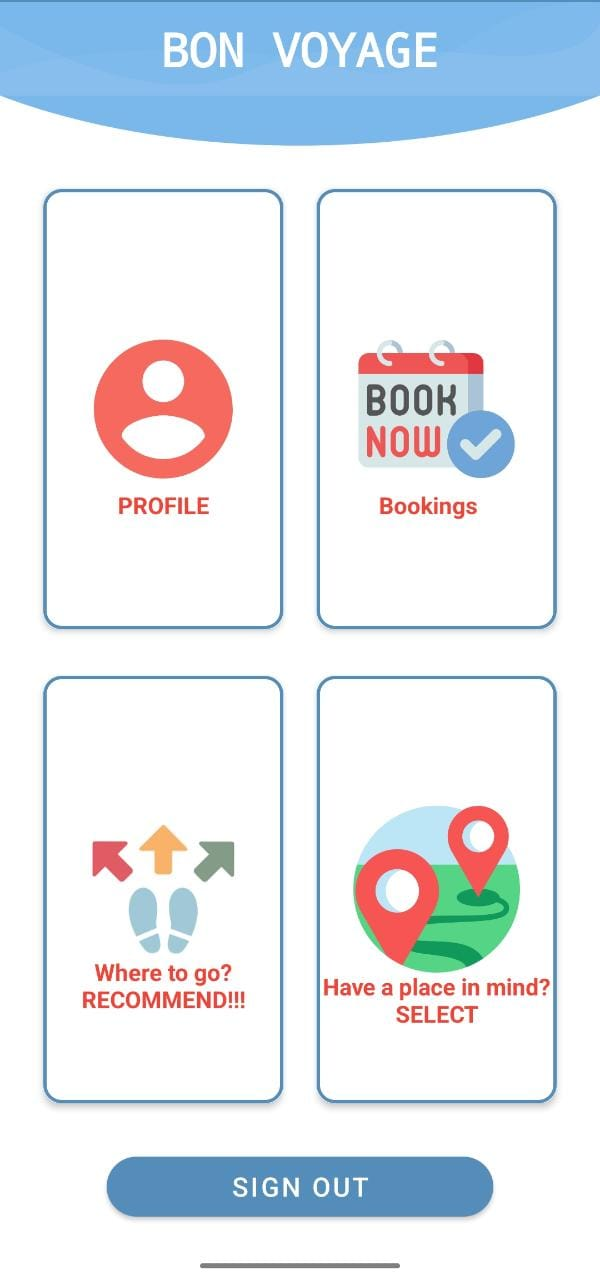 BON VOYAGE
BOOK
NOW
PROFILE
Bookings
Where to go?
RECOMMEND!!!
Have a place in mind?
SELECT
SIGN OUT